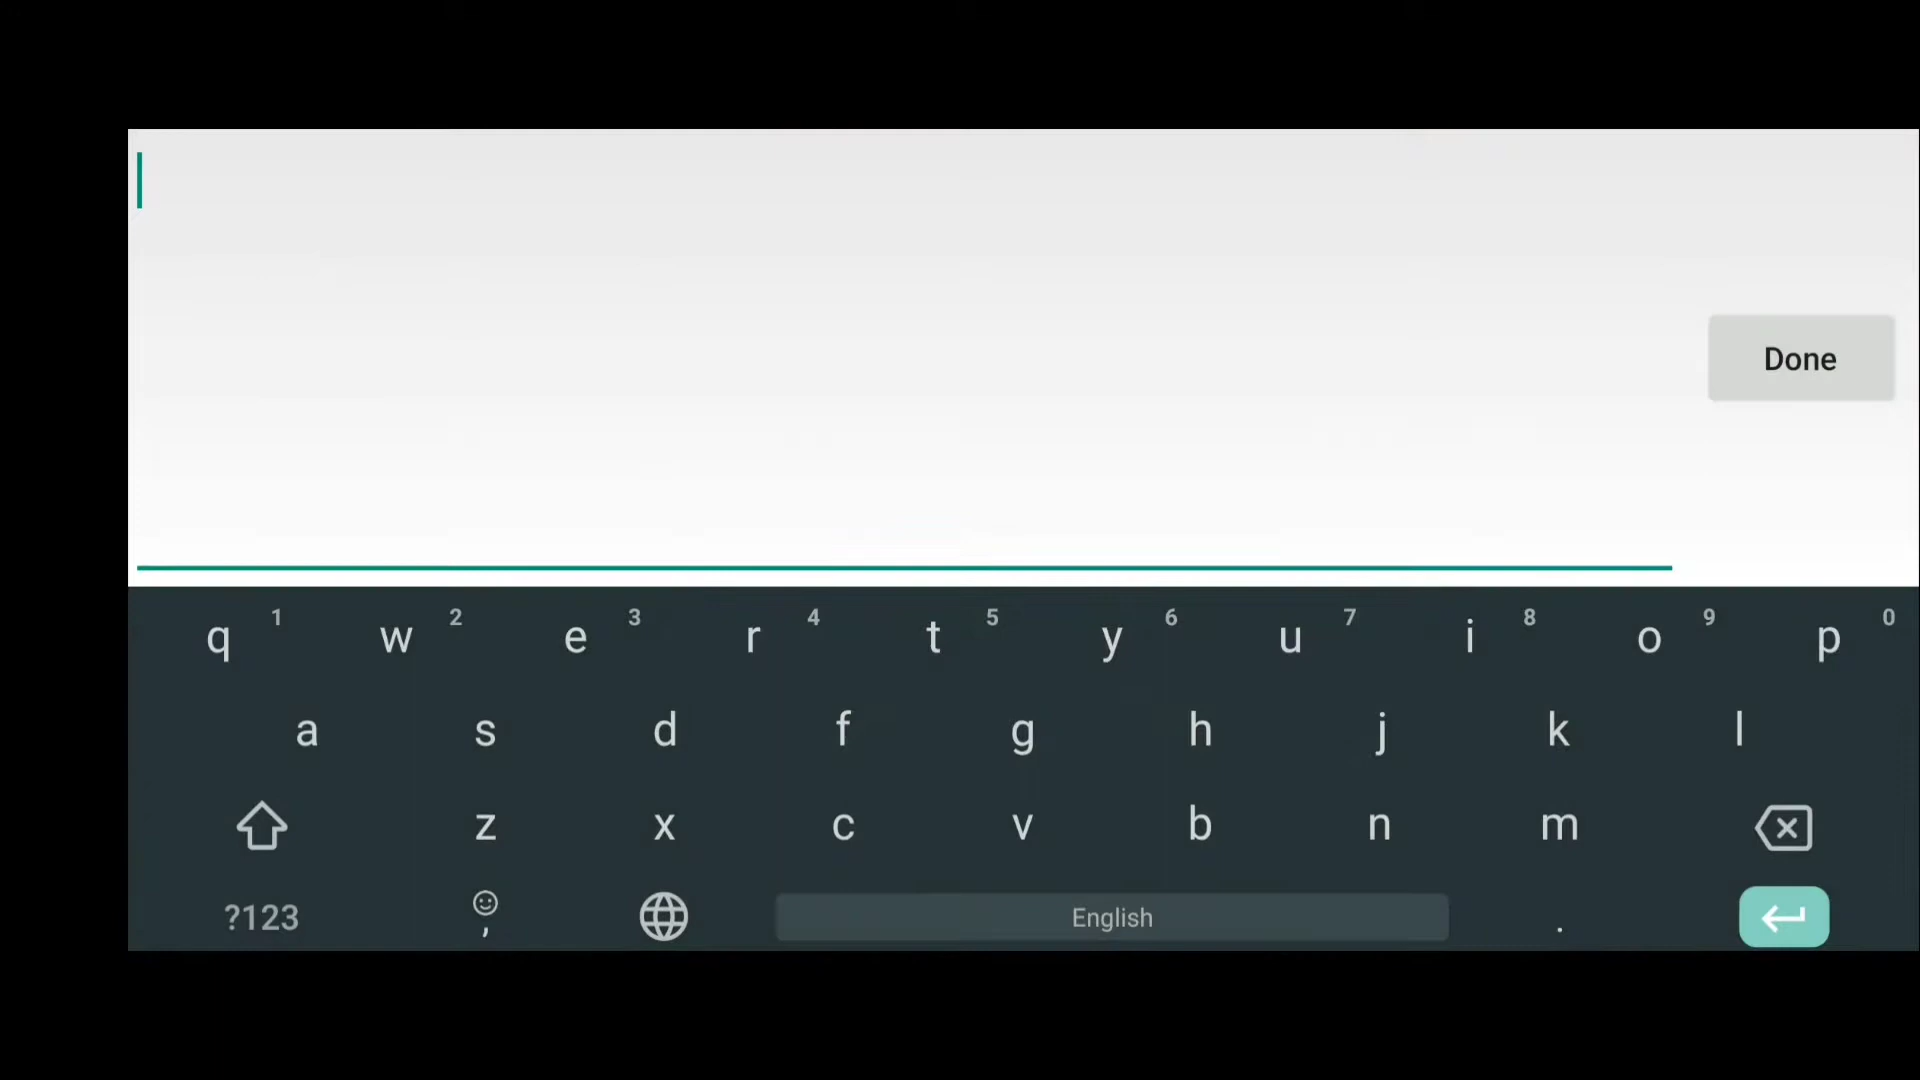 Done
q 1 w 2 e 3 r 4 t 5 y 6 u 7 i 8 o 9 p 0
a s d f g h j k l
z x c v b n m
?123 , English .